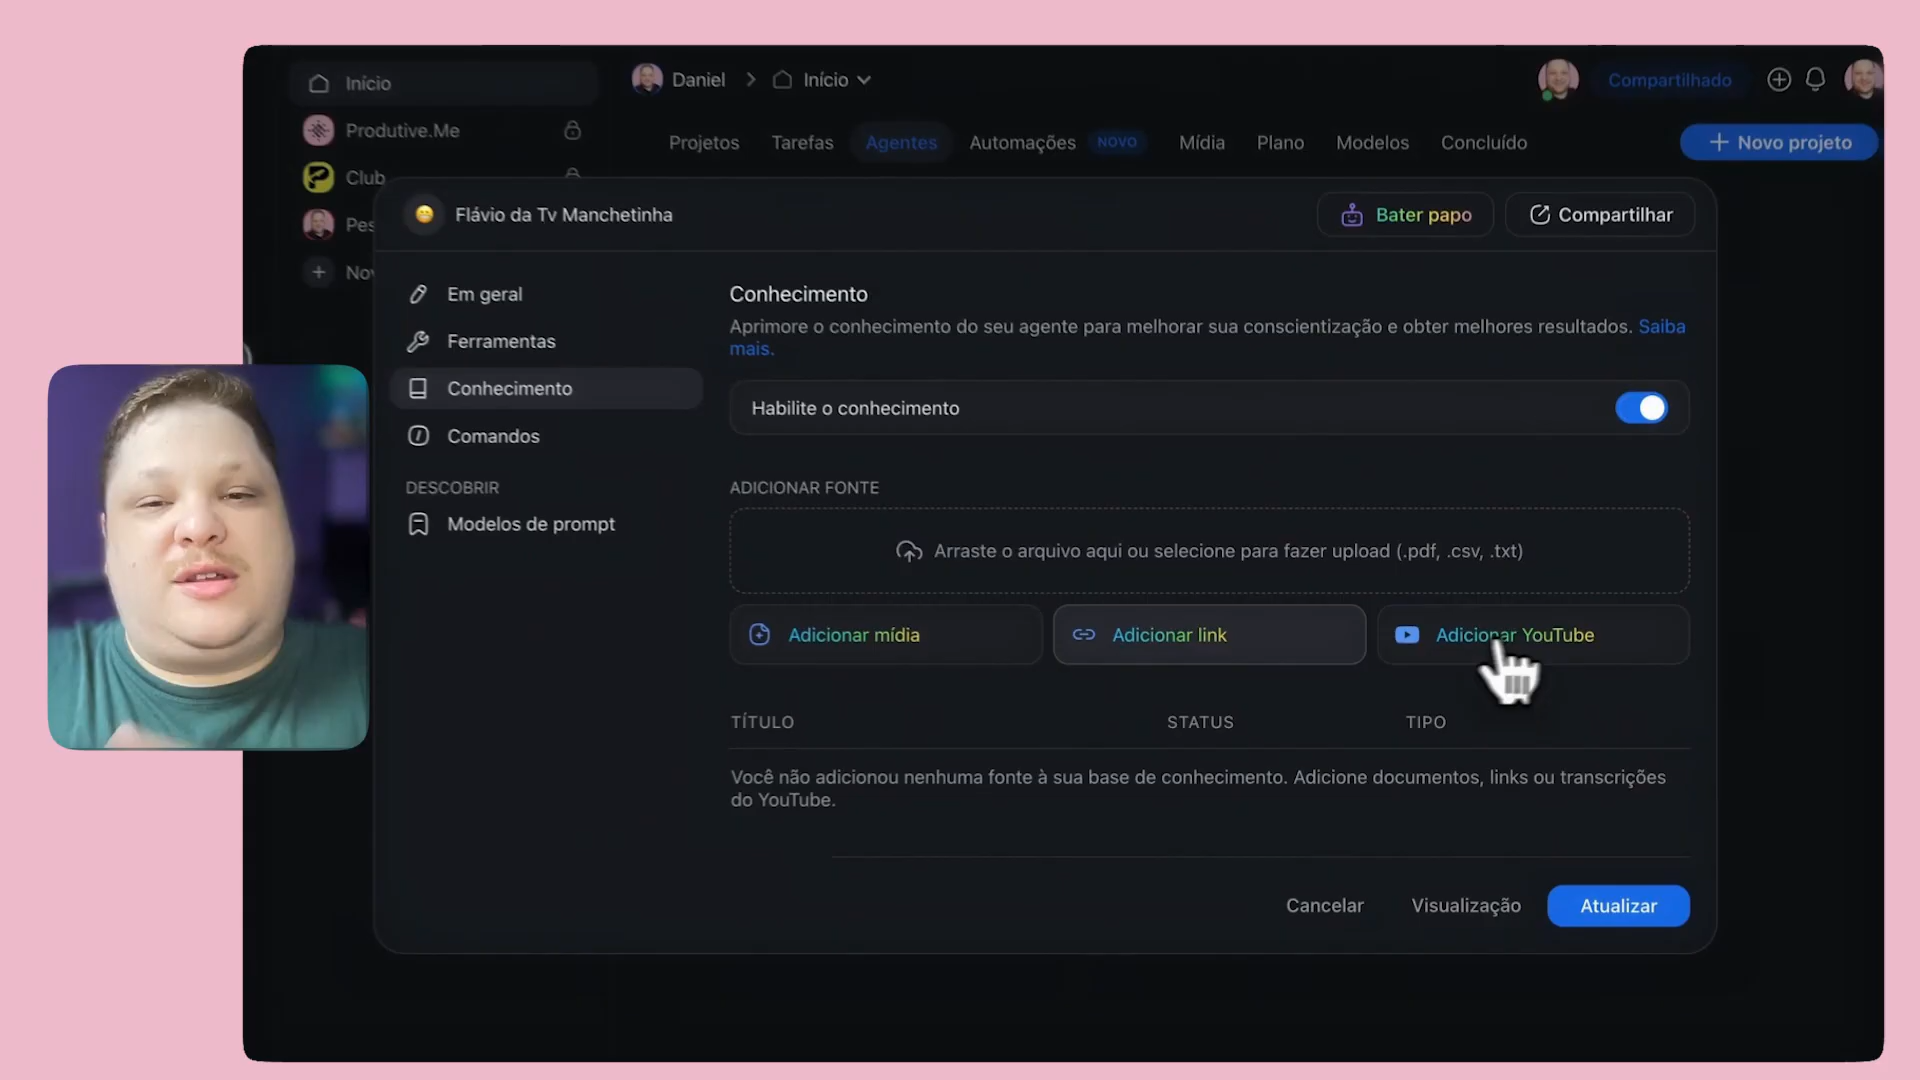 Início
Daniel
Início
Compartilhado
Produtive.Me
Projetos
Tarefas
Agentes
Automações
NOVO
Mídia
Plano
Modelos
Concluído
Novo projeto
Club
Flávio da Tv Manchetinha
Bater papo
Compartilhar
Pes
Em geral
Ferramentas
Conhecimento
Comandos
DESCOBRIR
Modelos de prompt
Conhecimento
Aprimore o conhecimento do seu agente para melhorar sua conscientização e obter melhores resultados. Saiba
mais.
Habilite o conhecimento
ADICIONAR FONTE
Arraste o arquivo aqui ou selecione para fazer upload (.pdf, .csv, .txt)
Adicionar mídia
Adicionar link
Adicionar YouTube
TÍTULO
STATUS
TIPO
Você não adicionou nenhuma fonte à sua base de conhecimento. Adicione documentos, links ou transcrições
do YouTube.
Cancelar
Visualização
Atualizar